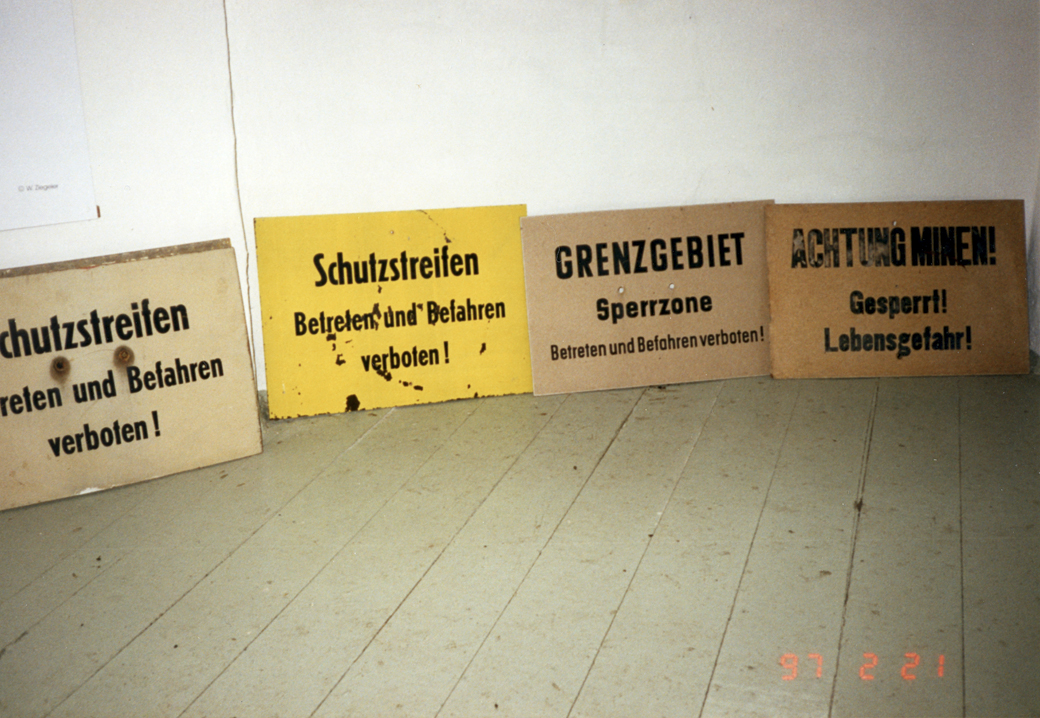 © W. Ziegeler
chutzstreifen
reten und Befahren
verboten!
Schutzstreifen
Betreten und Befahren
verboten!
GRENZGEBIET
Sperrzone
Betreten und Befahren verboten!
ACHTUNG MINEN!
Gesperrt!
Lebensgefahr!
97 2 21